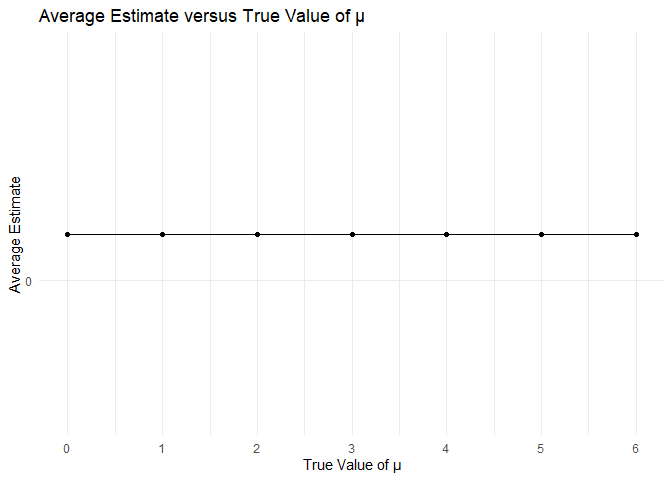 Average Estimate versus True Value of µ
Average Estimate
0
0 1 2 3 4 5 6
True Value of µ